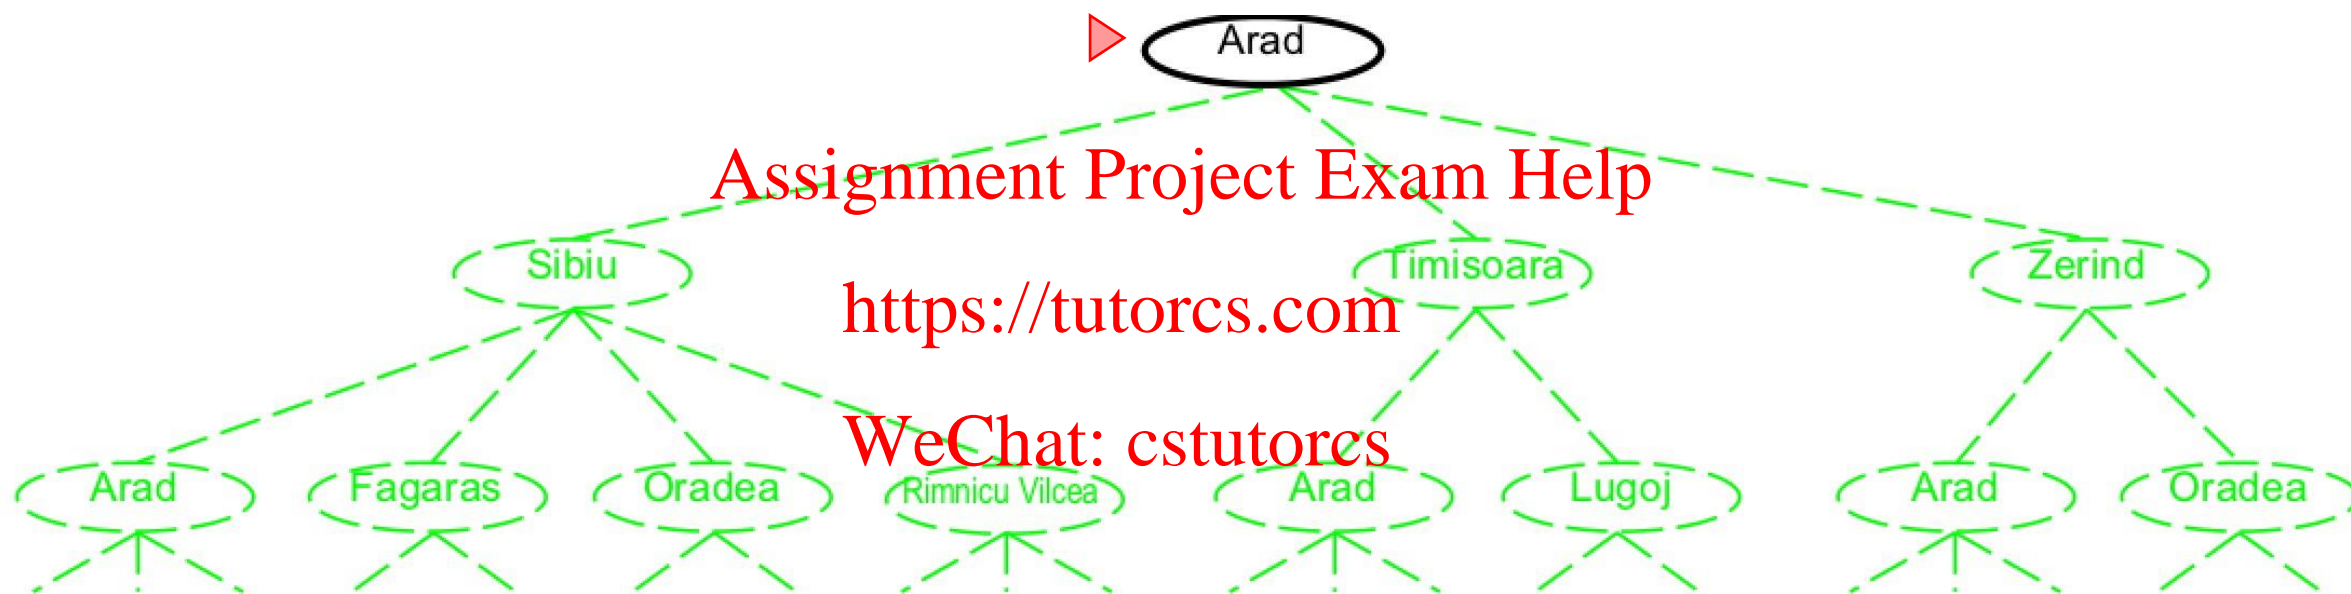 Arad
Assignment Project Exam Help
Sibiu Timisoara Zerind
https://tutorcs.com
WeChat: cstutorcs
Arad Fagaras Oradea Rimnicu Vilcea Arad Lugoj Arad Oradea